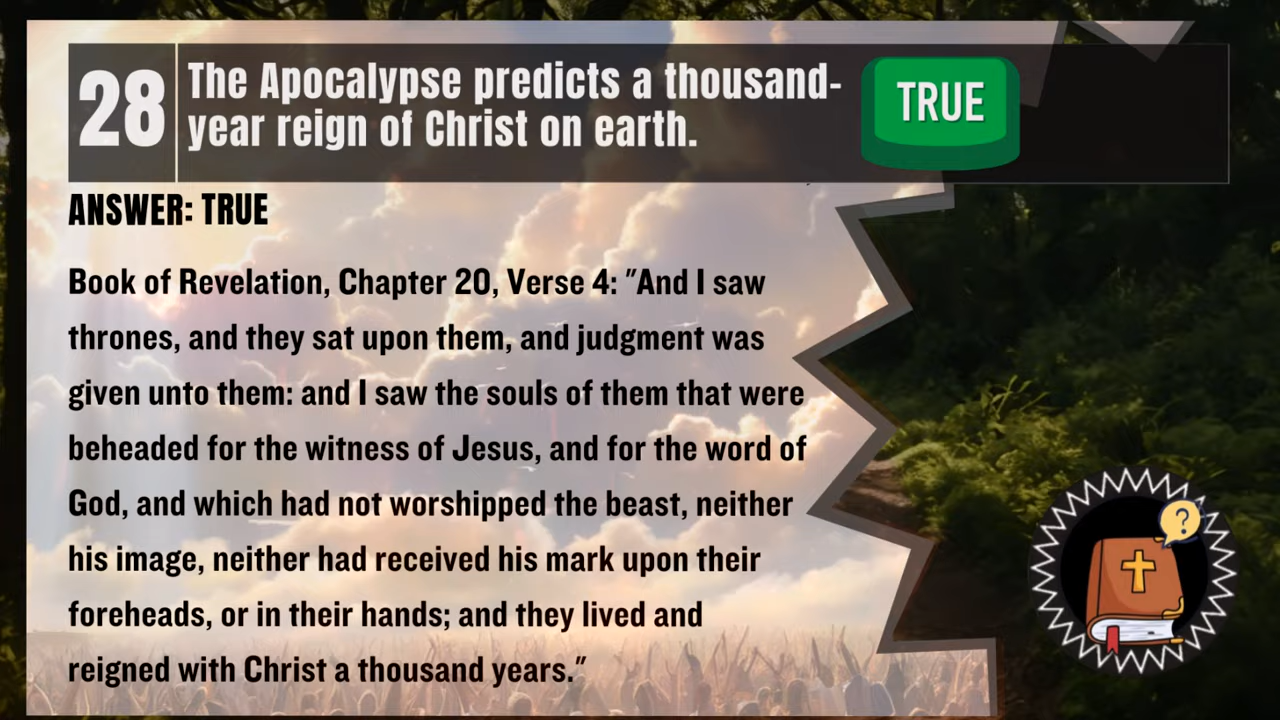 28
The Apocalypse predicts a thousand-
year reign of Christ on earth.
TRUE
ANSWER: TRUE
Book of Revelation, Chapter 20, Verse 4: "And I saw
thrones, and they sat upon them, and judgment was
given unto them: and I saw the souls of them that were
beheaded for the witness of Jesus, and for the word of
God, and which had not worshipped the beast, neither
his image, neither had received his mark upon their
foreheads, or in their hands; and they lived and
reigned with Christ a thousand years."
?